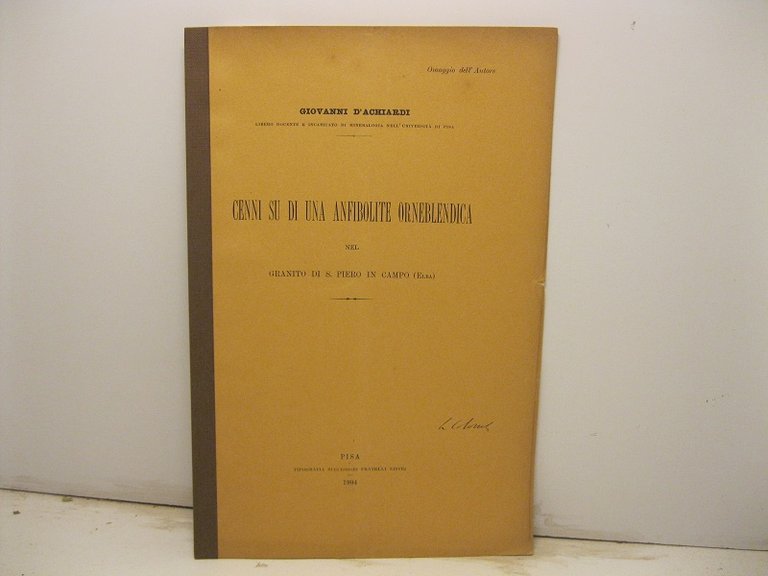 Omaggio dell' Autore
GIOVANNI D'ACHIARDI
LIBERO DOCENTE E INCARICATO DI MINERALOGIA NELL' UNIVERSITÀ DI PISA
CENNI SU DI UNA ANFIBOLITE ORNEBLENDICA
NEL
GRANITO DI S. PIERO IN CAMPO (ELBA)
PISA
TIPOGRAFIA SUCCESSORI FRATELLI NISTRI
1904